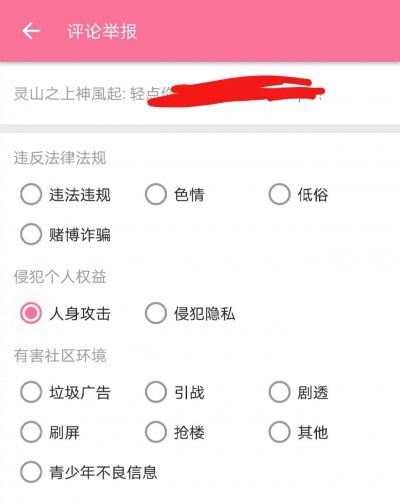 评论举报
灵山之上神風起: 轻点
违反法律法规
违法违规 色情 低俗
赌博诈骗
侵犯个人权益
人身攻击 侵犯隐私
有害社区环境
垃圾广告 引战 剧透
刷屏 抢楼 其他
青少年不良信息